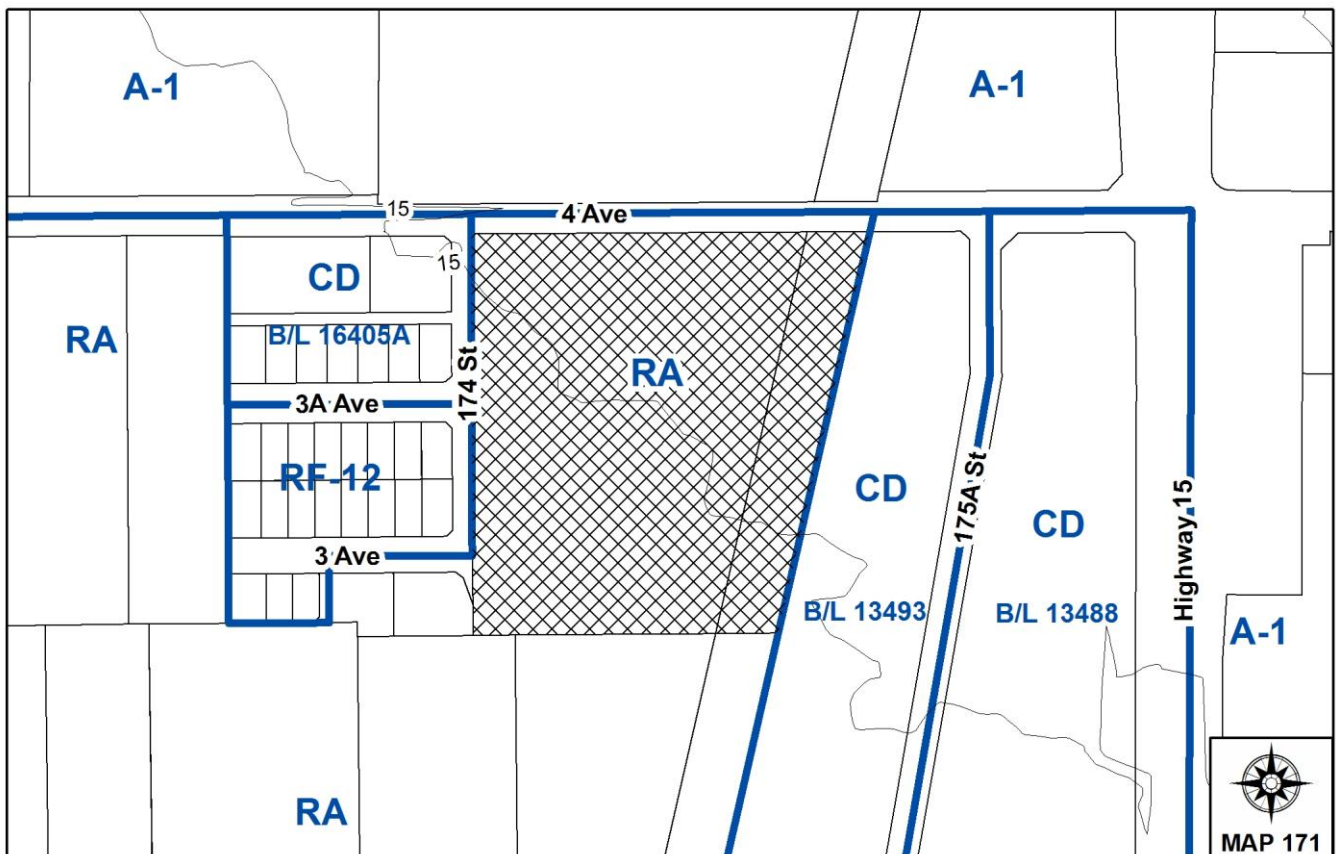 A-1
A-1
15
4 Ave
15
CD
RA
B/L 16405A
174 St
RA
3A Ave
RF-12
CD
175A St
CD
Highway 15
3 Ave
B/L 13493
B/L 13488
A-1
RA
MAP 171